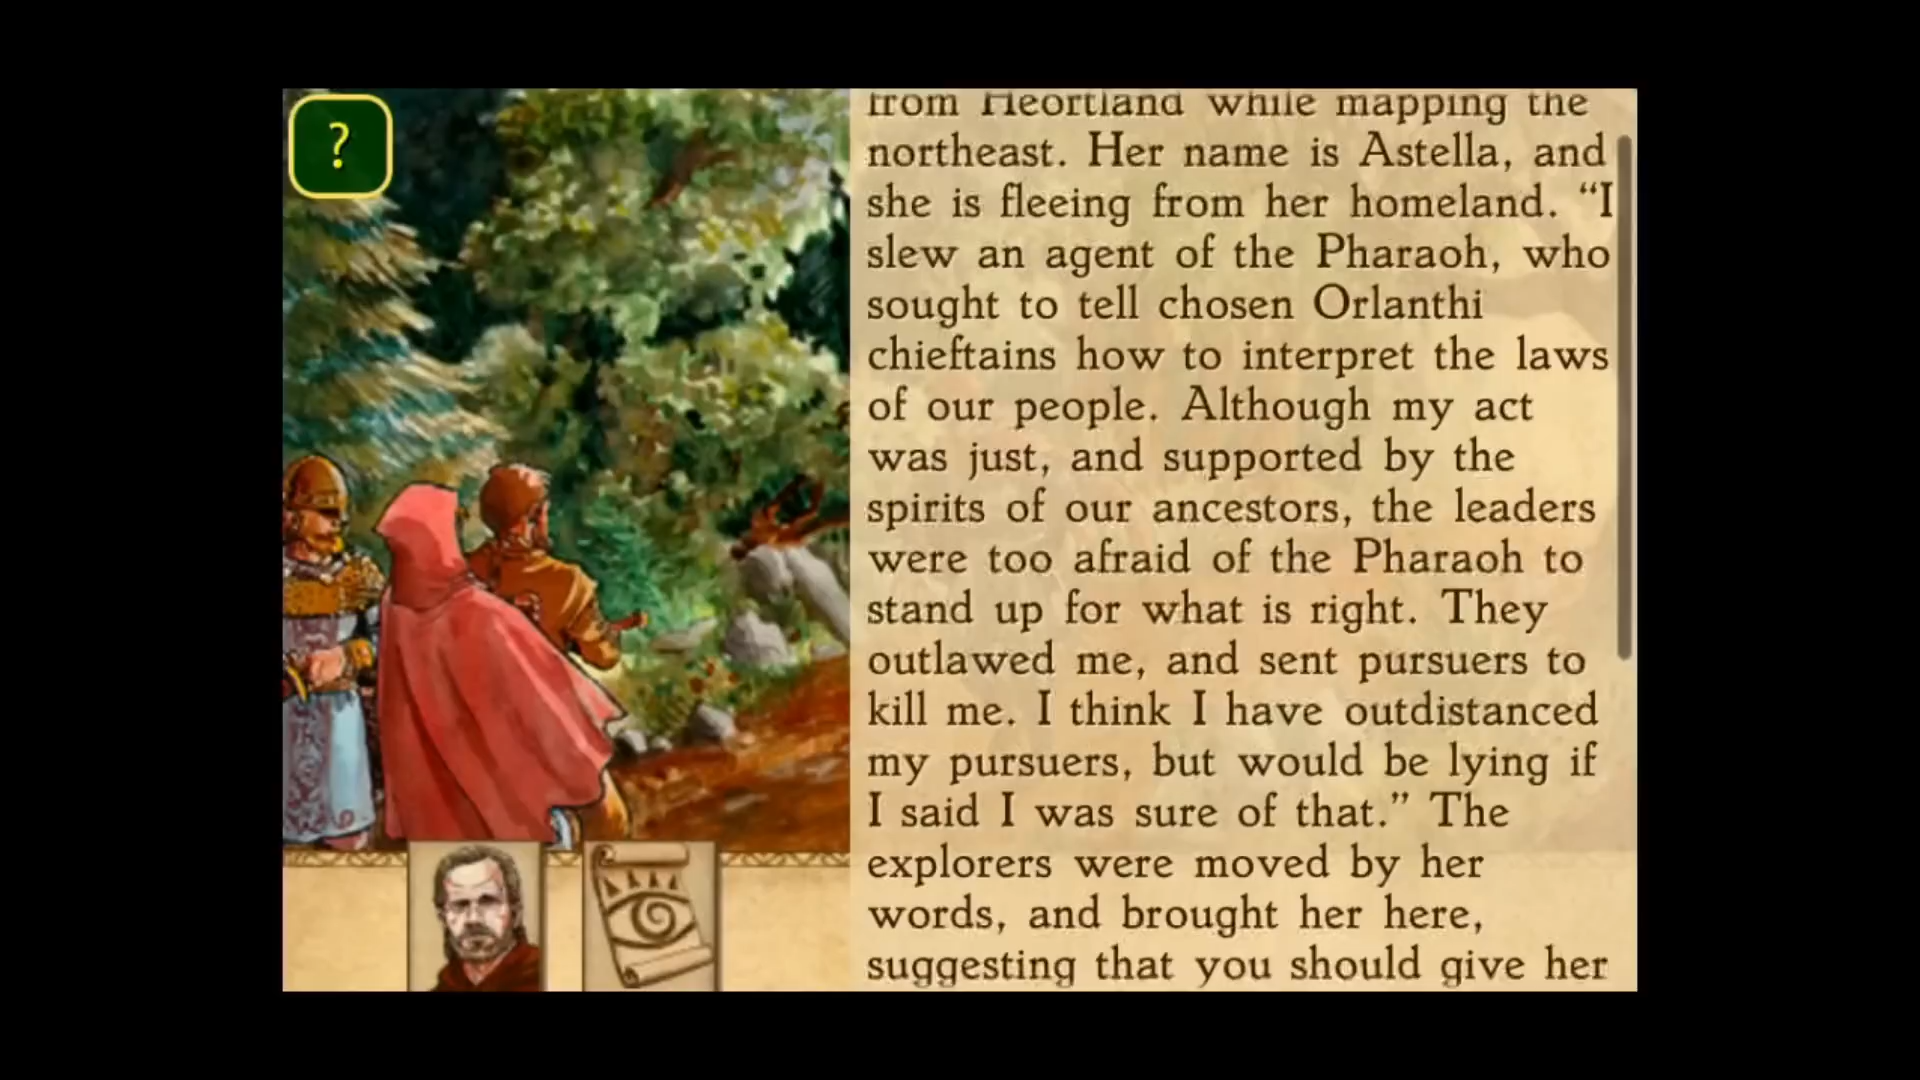 ?
from Heortland while mapping the
northeast. Her name is Astella, and
she is fleeing from her homeland. “I
slew an agent of the Pharaoh, who
sought to tell chosen Orlanthi
chieftains how to interpret the laws
of our people. Although my act
was just, and supported by the
spirits of our ancestors, the leaders
were too afraid of the Pharaoh to
stand up for what is right. They
outlawed me, and sent pursuers to
kill me. I think I have outdistanced
my pursuers, but would be lying if
I said I was sure of that.” The
explorers were moved by her
words, and brought her here,
suggesting that you should give her